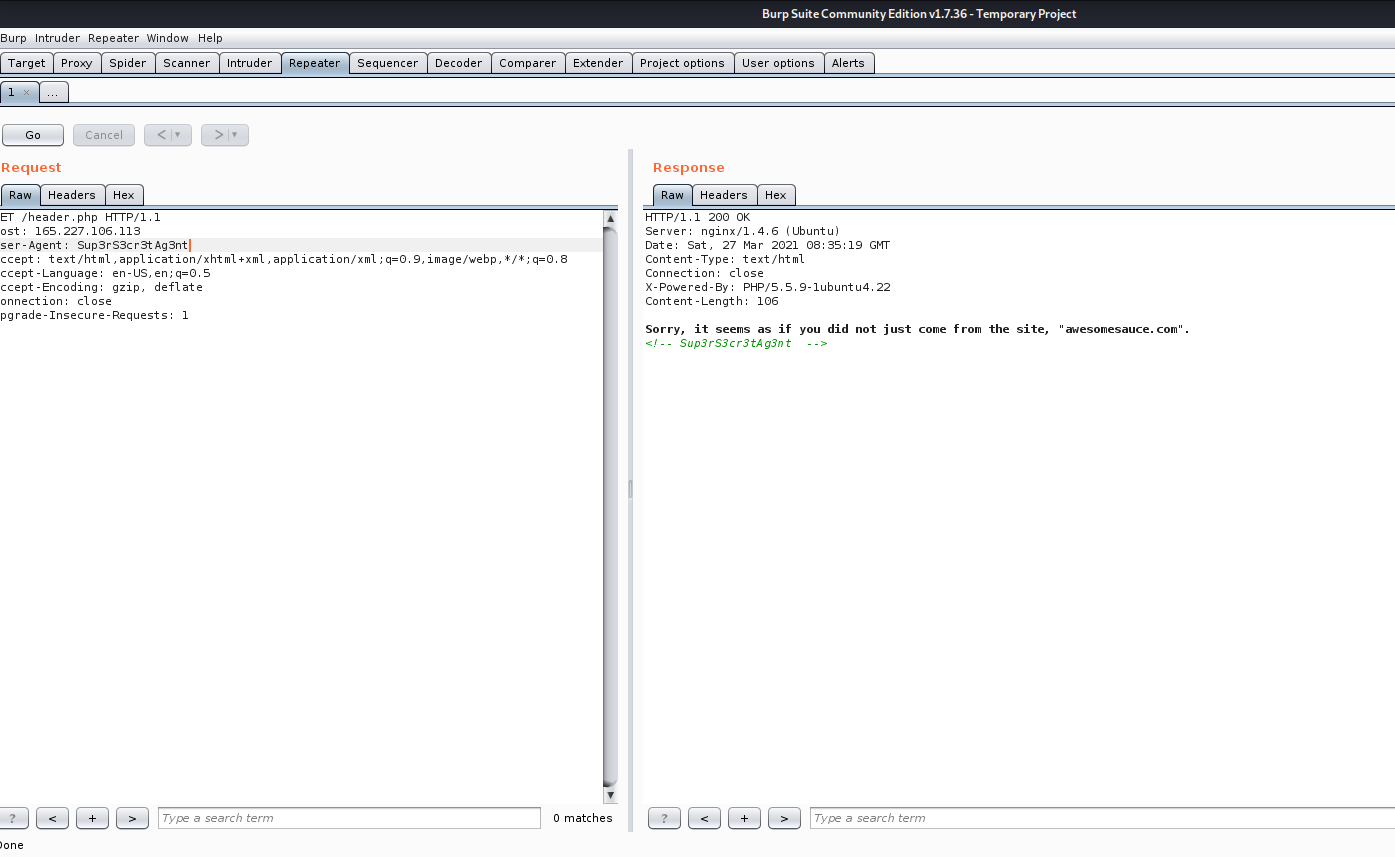 Burp Suite Community Edition v1.7.36 - Temporary Project
Burp Intruder Repeater Window Help
Target Proxy Spider Scanner Intruder Repeater Sequencer Decoder Comparer Extender Project options User options Alerts
1 × ...
Go Cancel < ▼ > ▼
Request
Raw Headers Hex
ET /header.php HTTP/1.1
ost: 165.227.106.113
ser-Agent: Sup3rS3cr3tAg3nt
ccept: text/html,application/xhtml+xml,application/xml;q=0.9,image/webp,*/*;q=0.8
ccept-Language: en-US,en;q=0.5
ccept-Encoding: gzip, deflate
onnection: close
pgrade-Insecure-Requests: 1
? < + > Type a search term 0 matches
Response
Raw Headers Hex
HTTP/1.1 200 OK
Server: nginx/1.4.6 (Ubuntu)
Date: Sat, 27 Mar 2021 08:35:19 GMT
Content-Type: text/html
Connection: close
X-Powered-By: PHP/5.5.9-1ubuntu4.22
Content-Length: 106
Sorry, it seems as if you did not just come from the site, "awesomesauce.com".
<!-- Sup3rS3cr3tAg3nt  -->
? < + > Type a search term
Done